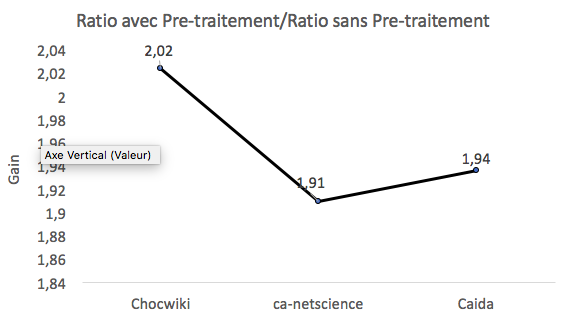 Ratio avec Pre-traitement/Ratio sans Pre-traitement
2,04
2,02
2
1,98
1,96
1,94
1,92
1,9
1,88
1,86
1,84
Gain
Axe Vertical (Valeur)
2,02
1,91
1,94
Chocwiki
ca-netscience
Caida